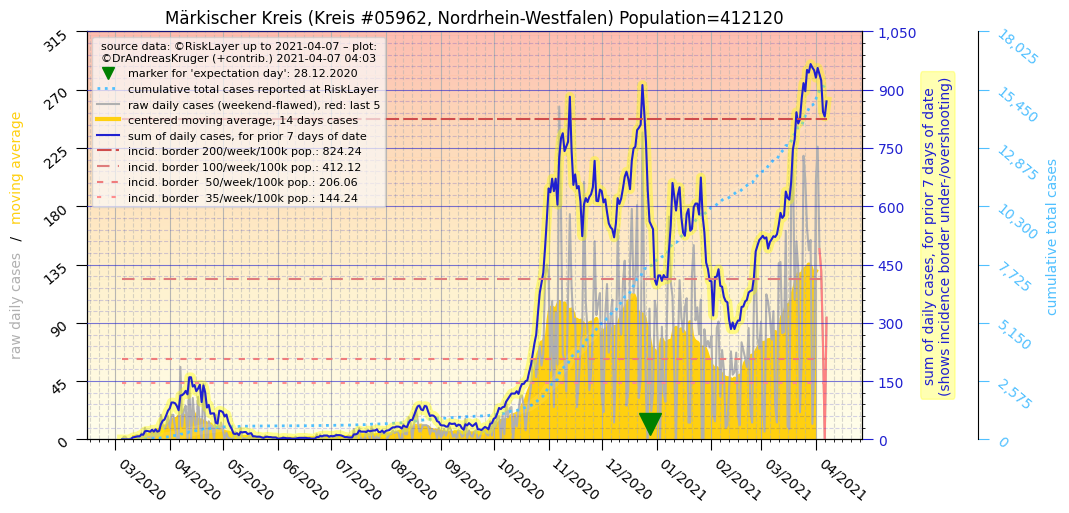 Märkischer Kreis (Kreis #05962, Nordrhein-Westfalen) Population=412120
source data: ©RiskLayer up to 2021-04-07 – plot:
©DrAndreasKruger (+contrib.) 2021-04-07 04:03
marker for 'expectation day': 28.12.2020
cumulative total cases reported at RiskLayer
raw daily cases (weekend-flawed), red: last 5
centered moving average, 14 days cases
sum of daily cases, for prior 7 days of date
incid. border 200/week/100k pop.: 824.24
incid. border 100/week/100k pop.: 412.12
incid. border  50/week/100k pop.: 206.06
incid. border  35/week/100k pop.: 144.24
raw daily cases / moving average
315
270
225
180
135
90
45
0
03/2020
04/2020
05/2020
06/2020
07/2020
08/2020
09/2020
10/2020
11/2020
12/2020
01/2021
02/2021
03/2021
04/2021
1,050
900
750
600
450
300
150
0
sum of daily cases, for prior 7 days of date
(shows incidence border under-/overshooting)
18,025
15,450
12,875
10,300
7,725
5,150
2,575
0
cumulative total cases